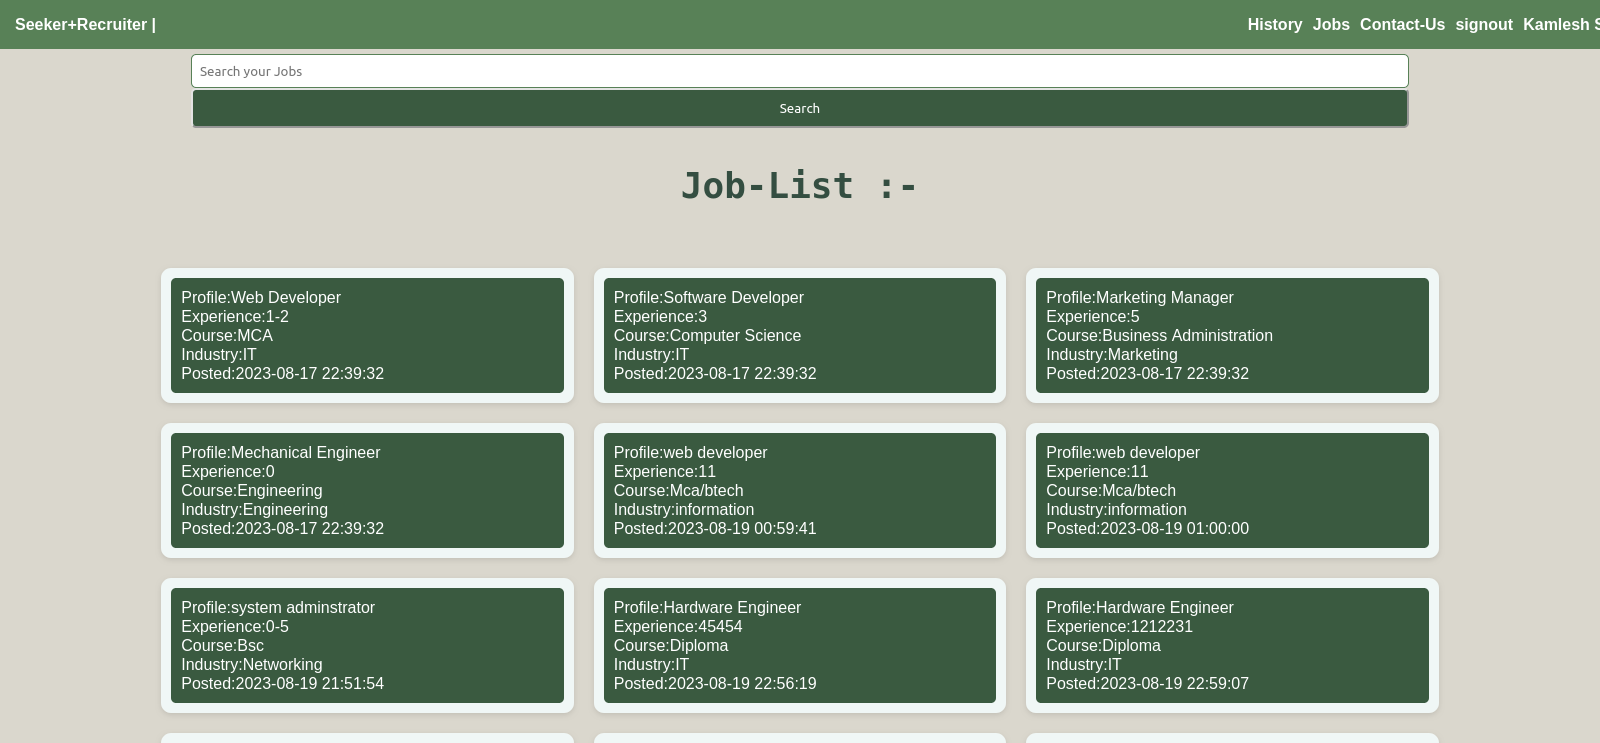 Seeker+Recruiter |
History Jobs Contact-Us signout Kamlesh S
Search your Jobs
Search
Job-List :-
Profile:Web Developer
Experience:1-2
Course:MCA
Industry:IT
Posted:2023-08-17 22:39:32
Profile:Software Developer
Experience:3
Course:Computer Science
Industry:IT
Posted:2023-08-17 22:39:32
Profile:Marketing Manager
Experience:5
Course:Business Administration
Industry:Marketing
Posted:2023-08-17 22:39:32
Profile:Mechanical Engineer
Experience:0
Course:Engineering
Industry:Engineering
Posted:2023-08-17 22:39:32
Profile:web developer
Experience:11
Course:Mca/btech
Industry:information
Posted:2023-08-19 00:59:41
Profile:web developer
Experience:11
Course:Mca/btech
Industry:information
Posted:2023-08-19 01:00:00
Profile:system adminstrator
Experience:0-5
Course:Bsc
Industry:Networking
Posted:2023-08-19 21:51:54
Profile:Hardware Engineer
Experience:45454
Course:Diploma
Industry:IT
Posted:2023-08-19 22:56:19
Profile:Hardware Engineer
Experience:1212231
Course:Diploma
Industry:IT
Posted:2023-08-19 22:59:07